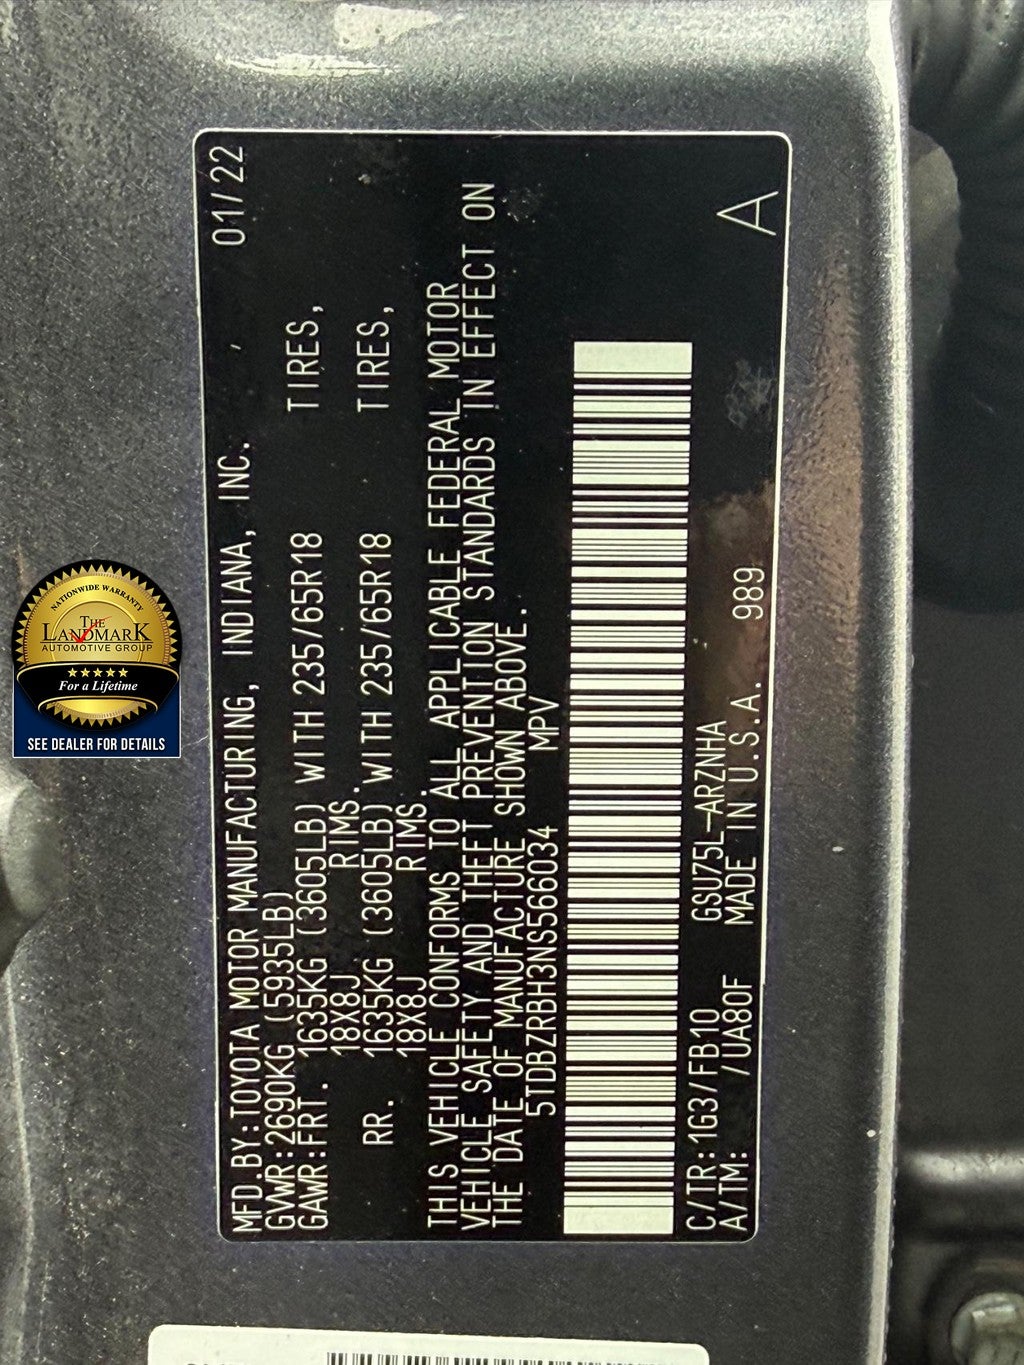 MFD.BY:TOYOTA MOTOR MANUFACTURING, INDIANA, INC. 01/22
GVWR:2690KG (5935LB)
GAWR:FRT. 1635KG (3605LB) WITH 235/65R18 TIRES,
18X8J RIMS.
RR. 1635KG (3605LB) WITH 235/65R18 TIRES,
18X8J RIMS.
THIS VEHICLE CONFORMS TO ALL APPLICABLE FEDERAL MOTOR
VEHICLE SAFETY AND THEFT PREVENTION STANDARDS IN EFFECT ON
THE DATE OF MANUFACTURE SHOWN ABOVE.
5TDBZRBH3NS566034 MPV
C/TR:1G3/FB10 GSU75L-ARZNHA
A/TM: /UA80F MADE IN U.S.A. 989 A
NATIONWIDE WARRANTY
THE
LANDMARK
AUTOMOTIVE GROUP
For a Lifetime
SEE DEALER FOR DETAILS